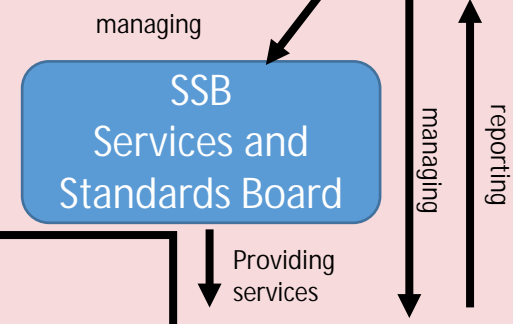 managing
SSB
Services and
Standards Board
managing
reporting
Providing
services